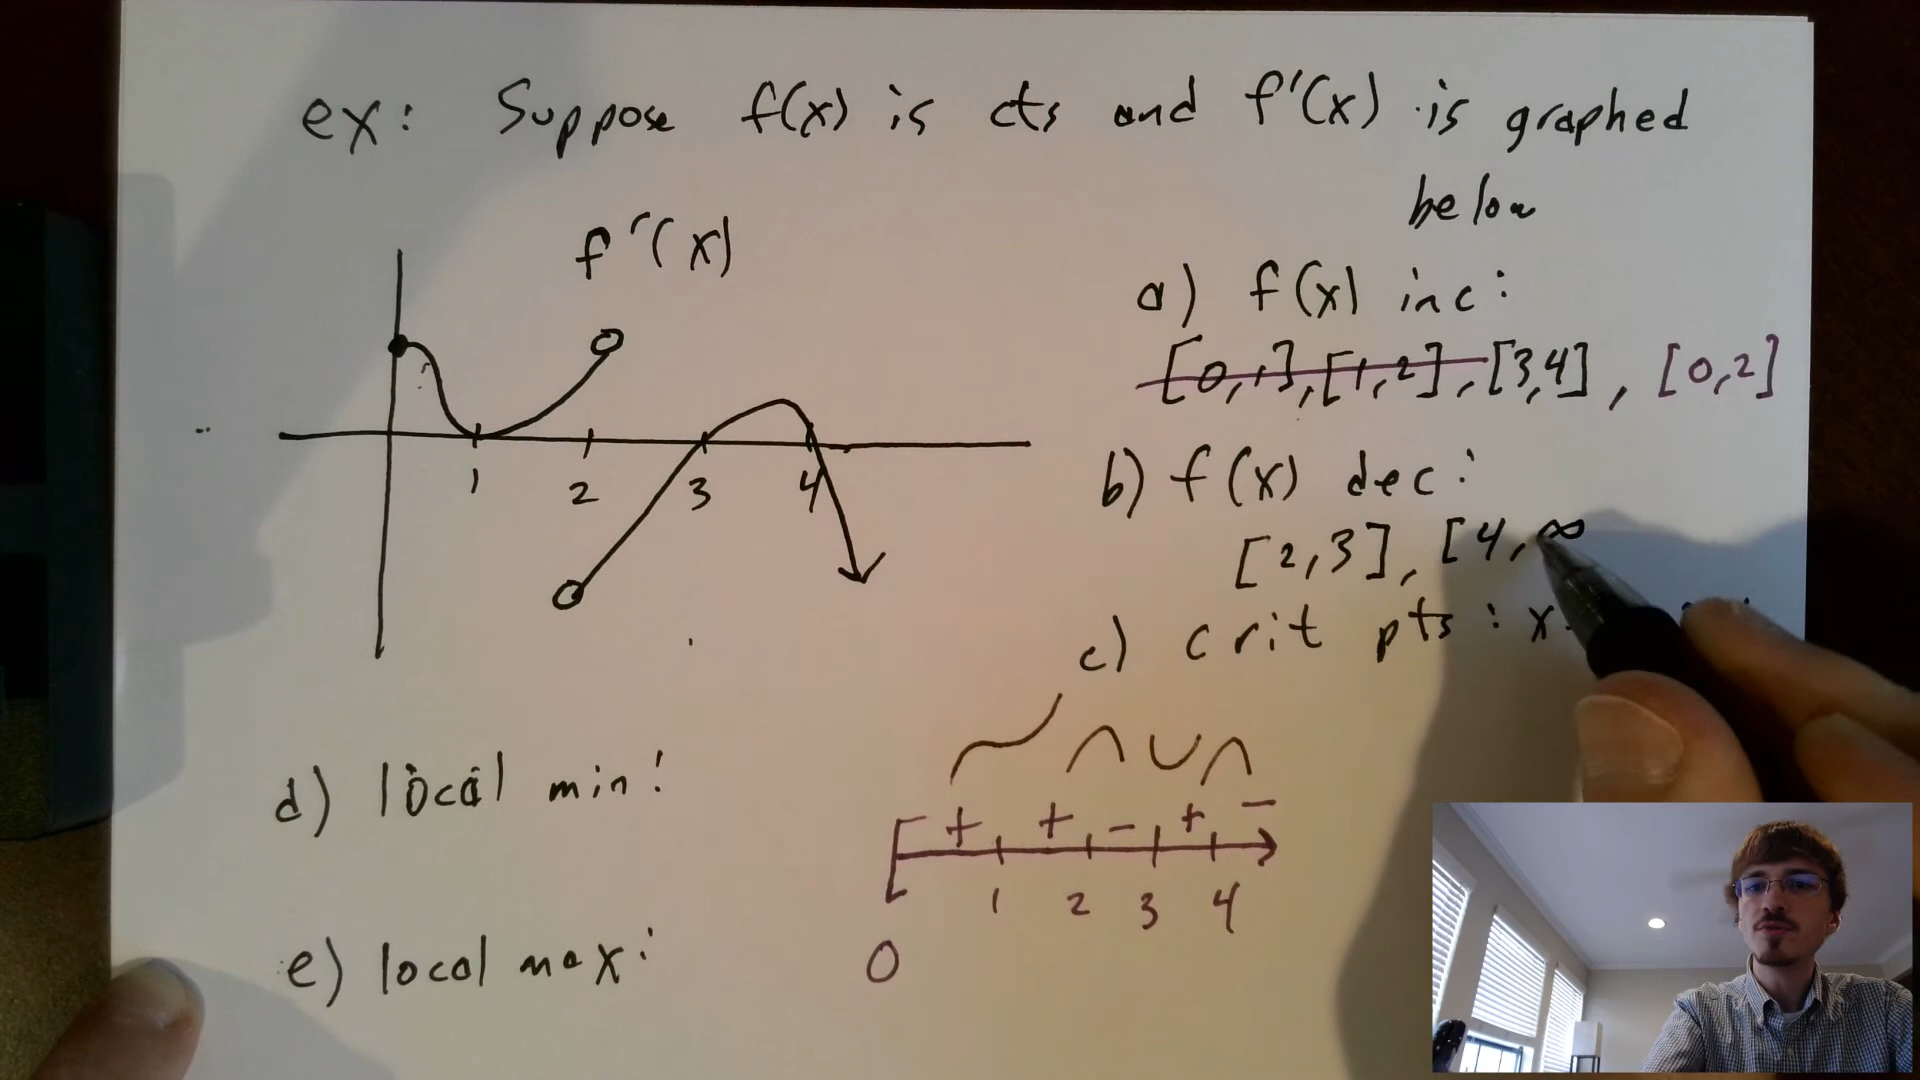 ex: Suppose f(x) is cts and f'(x) is graphed
below
f'(x)
1 2 3 4
a) f(x) inc:
[0,1],[1,2],[3,4], [0,2]
b) f(x) dec:
[2,3], [4,∞
c) crit pts: x
d) local min:
+ + - + -
1 2 3 4
0
e) local max: